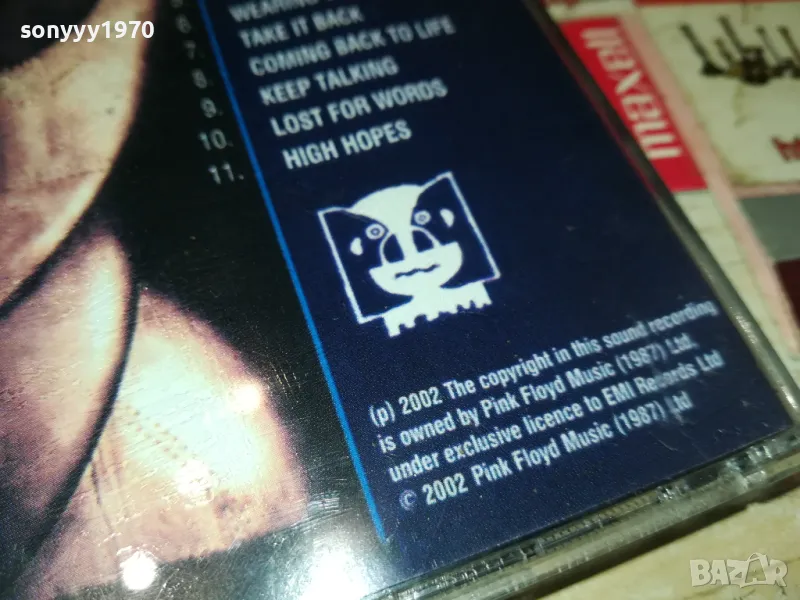 sonyyy1970
WEARING
6. TAKE IT BACK
7. COMING BACK TO LIFE
8. KEEP TALKING
9. LOST FOR WORDS
10. HIGH HOPES
11.
maxell
(p) 2002 The copyright in this sound recording
is owned by Pink Floyd Music (1987) Ltd.
under exclusive licence to EMI Records Ltd
© 2002 Pink Floyd Music (1987) Ltd
BAZAR